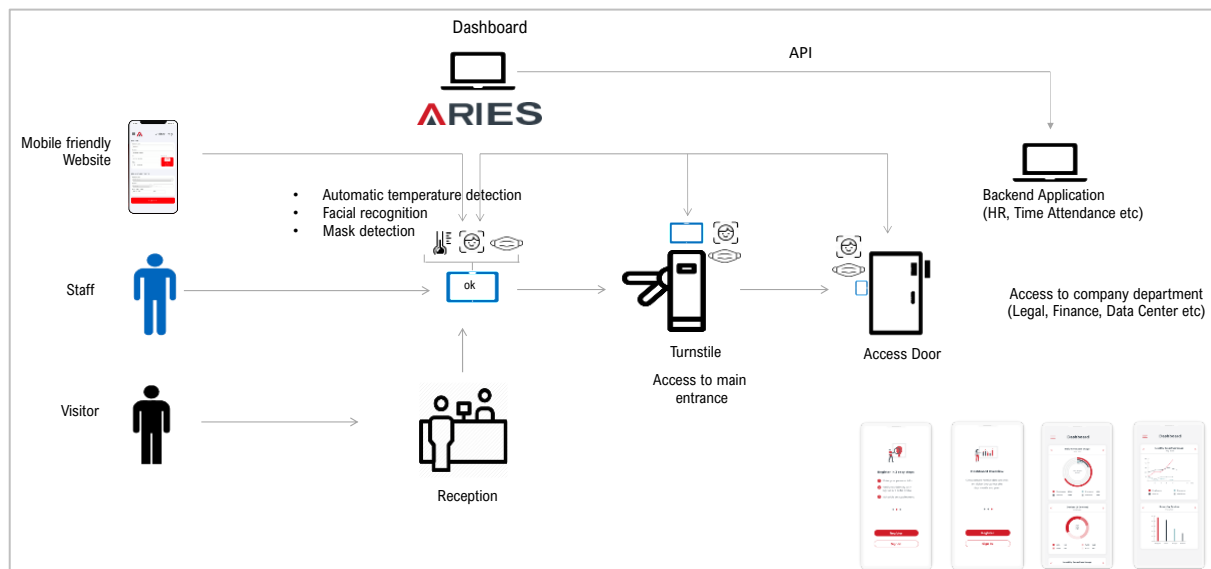 Dashboard
API
ARIES
Mobile friendly
Website
• Automatic temperature detection
• Facial recognition
• Mask detection
Backend Application
(HR, Time Attendance etc)
ok
Staff
Access to company department
(Legal, Finance, Data Center etc)
Turnstile
Access Door
Access to main
entrance
Visitor
Reception
Dashboard
Dashboard
Register
Register